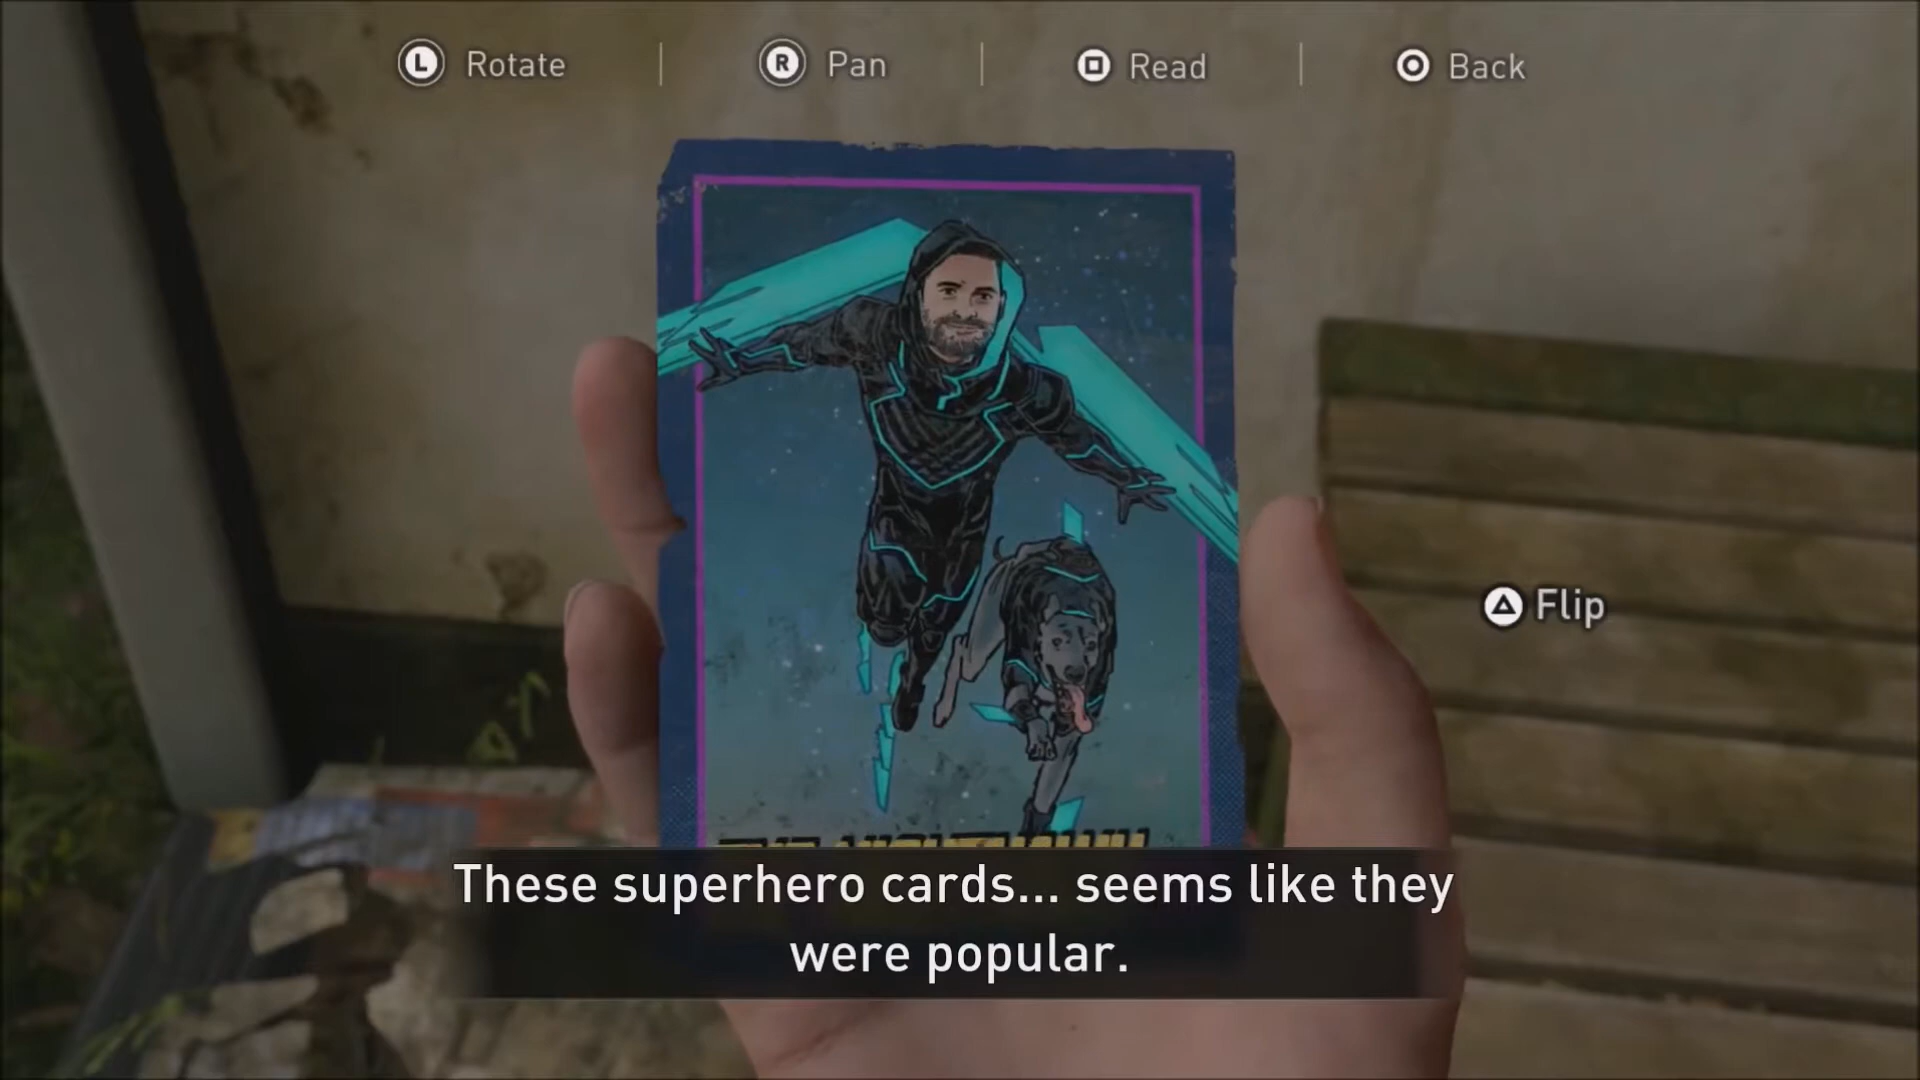 L Rotate
R Pan
Read
Back
Flip
These superhero cards... seems like they
were popular.